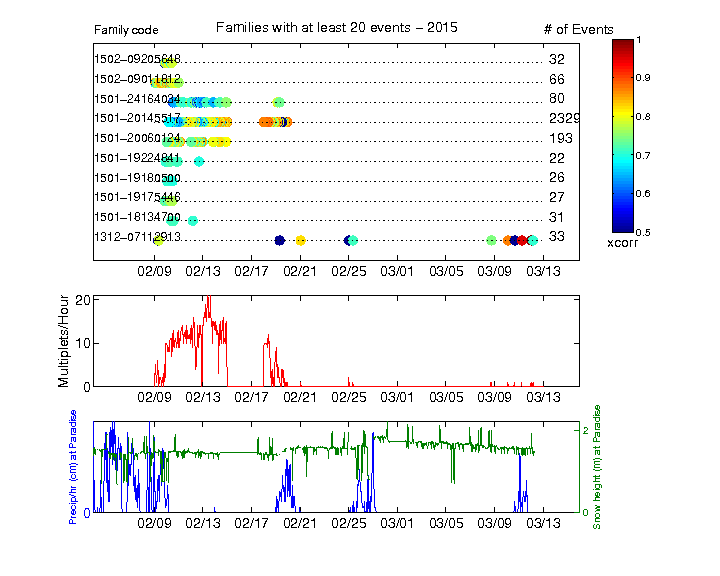 Family code Families with at least 20 events − 2015 # of Events
1502−09205648 32
1502−09011812 66
1501−24164034 80
1501−20145517 2329
1501−20060124 193
1501−19224841 22
1501−19180500 26
1501−19175446 27
1501−18134700 31
1312−07112913 33
02/09 02/13 02/17 02/21 02/25 03/01 03/05 03/09 03/13
1
0.9
0.8
0.7
0.6
0.5
xcorr
Multiplets/Hour
20
10
0
02/09 02/13 02/17 02/21 02/25 03/01 03/05 03/09 03/13
Precip/hr (cm) at Paradise
2
0
02/09 02/13 02/17 02/21 02/25 03/01 03/05 03/09 03/13
2
0
Snow height (m) at Paradise